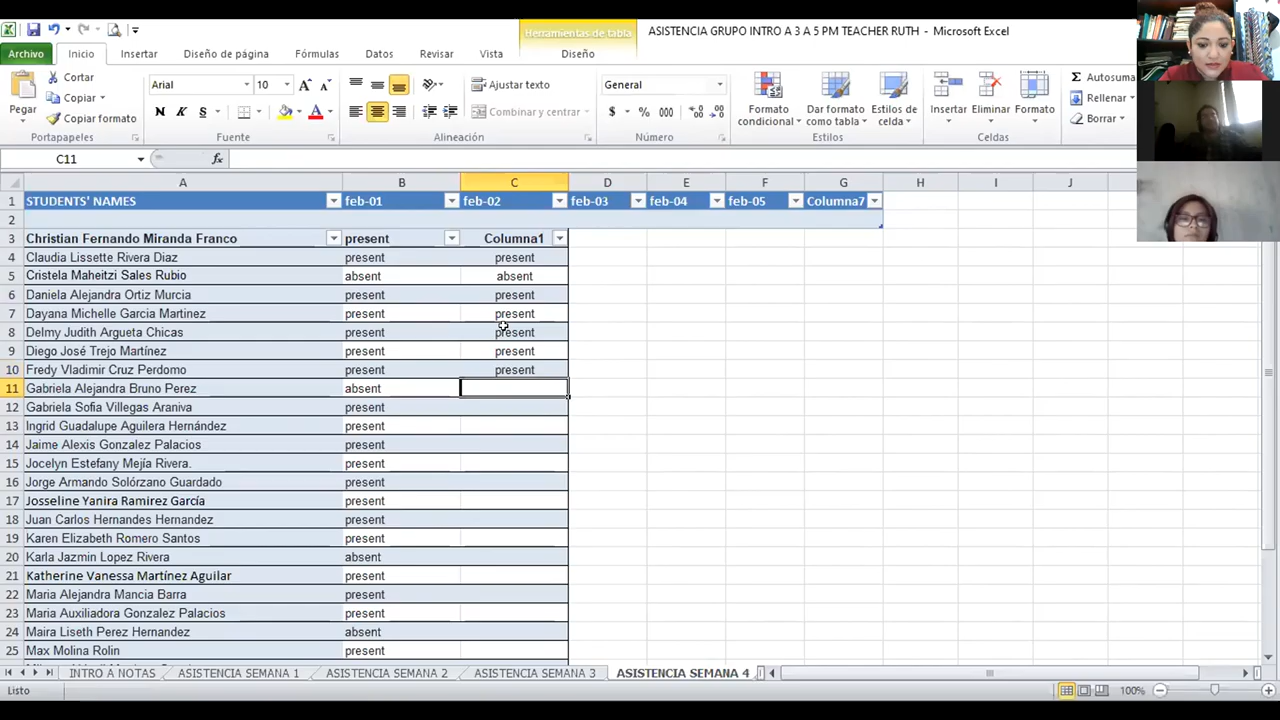 Herramientas de tabla
ASISTENCIA GRUPO INTRO A 3 A 5 PM TEACHER RUTH - Microsoft Excel
Archivo Inicio Insertar Diseño de página Fórmulas Datos Revisar Vista Diseño
Cortar Arial 10 Ajustar texto General Autosuma
Copiar Rellenar
Pegar Copiar formato N K S Combinar y centrar $ % 000 Formato condicional Dar formato como tabla Estilos de celda Insertar Eliminar Formato Borrar
Portapapeles Fuente Alineación Número Estilos Celdas
C11 fx
A B C D E F G H I J
1 STUDENTS' NAMES feb-01 feb-02 feb-03 feb-04 feb-05 Columna7
2
3 Christian Fernando Miranda Franco present Columna1
4 Claudia Lissette Rivera Diaz present present
5 Cristela Maheitzi Sales Rubio absent absent
6 Daniela Alejandra Ortiz Murcia present present
7 Dayana Michelle Garcia Martinez present present
8 Delmy Judith Argueta Chicas present present
9 Diego José Trejo Martínez present present
10 Fredy Vladimir Cruz Perdomo present present
11 Gabriela Alejandra Bruno Perez absent
12 Gabriela Sofia Villegas Araniva present
13 Ingrid Guadalupe Aguilera Hernández present
14 Jaime Alexis Gonzalez Palacios present
15 Jocelyn Estefany Mejía Rivera. present
16 Jorge Armando Solórzano Guardado present
17 Josseline Yanira Ramirez García present
18 Juan Carlos Hernandes Hernandez present
19 Karen Elizabeth Romero Santos present
20 Karla Jazmin Lopez Rivera absent
21 Katherine Vanessa Martínez Aguilar present
22 Maria Alejandra Mancia Barra present
23 Maria Auxiliadora Gonzalez Palacios present
24 Maira Liseth Perez Hernandez absent
25 Max Molina Rolin present
INTRO A NOTAS ASISTENCIA SEMANA 1 ASISTENCIA SEMANA 2 ASISTENCIA SEMANA 3 ASISTENCIA SEMANA 4
Listo 100%